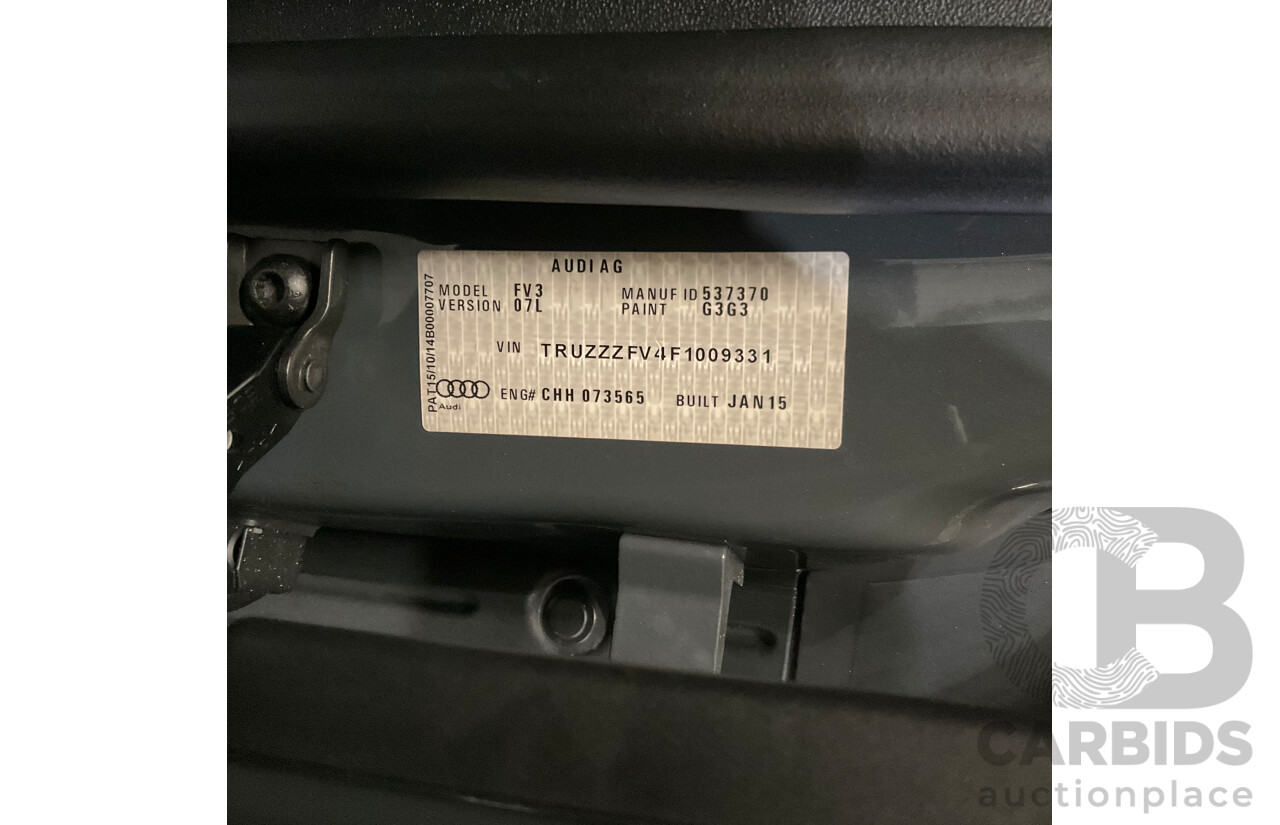 AUDI AG
MODEL FV3 MANUF ID 537370
VERSION 07L PAINT G3G3
VIN TRUZZZFV4F1009331
ENG# CHH 073565 BUILT JAN15
Audi
PAT15/10/14B00007707
CB
CARBIDS
auctionplace